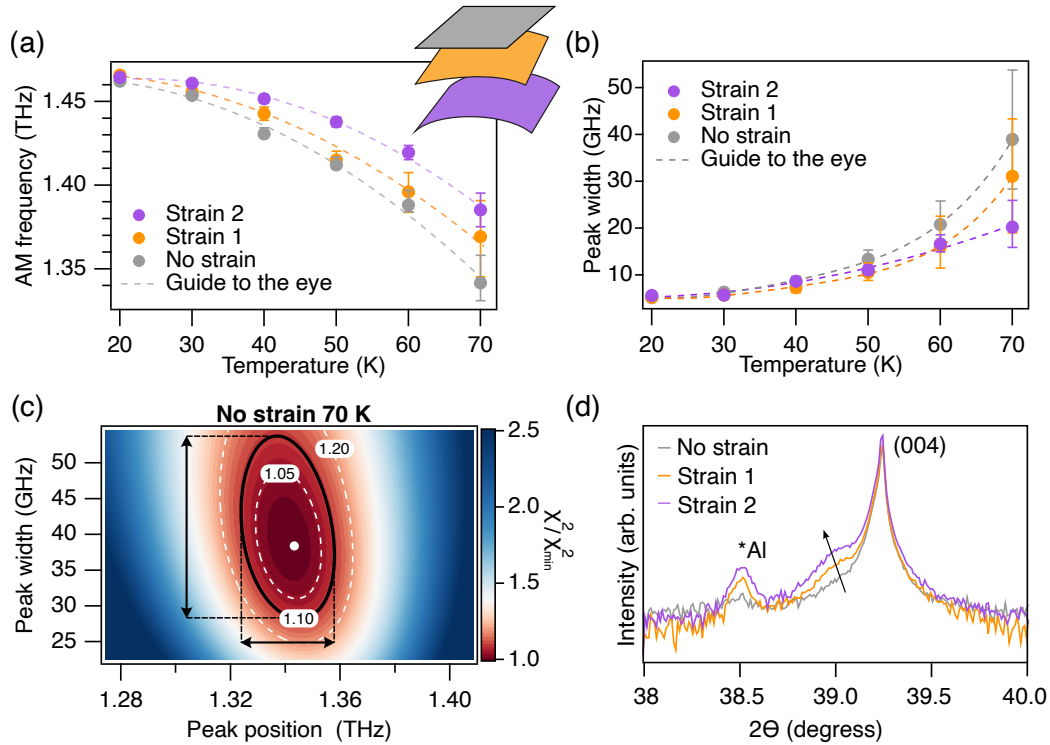 (a)
AM frequency (THz)
1.45
1.40
1.35
Strain 2
Strain 1
No strain
Guide to the eye
20 30 40 50 60 70
Temperature (K)
(b)
Peak width (GHz)
50
40
30
20
10
Strain 2
Strain 1
No strain
Guide to the eye
20 30 40 50 60 70
Temperature (K)
(c)
No strain 70 K
Peak width (GHz)
50
45
40
35
30
25
1.20
1.05
1.10
1.28 1.32 1.36 1.40
Peak position (THz)
2.5
2.0
1.5
1.0
χ²/χ²min
(d)
Intensity (arb. units)
No strain
Strain 1
Strain 2
(004)
*Al
38 38.5 39.0 39.5 40.0
2Θ (degress)